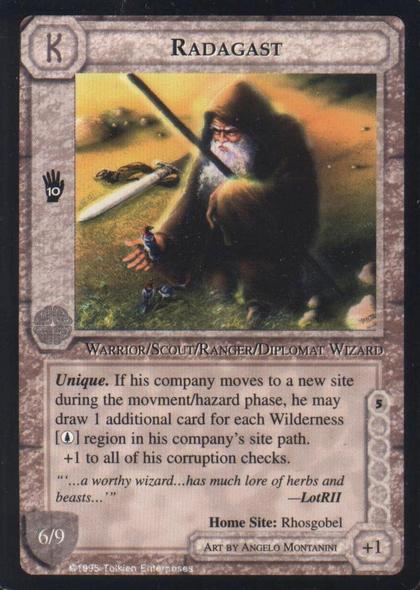 K
RADAGAST
10
WARRIOR/SCOUT/RANGER/DIPLOMAT WIZARD
Unique. If his company moves to a new site
during the movment/hazard phase, he may
draw 1 additional card for each Wilderness
[ ] region in his company's site path.
+1 to all of his corruption checks.
"'...a worthy wizard...has much lore of herbs and
beasts...'" —LotRII
5
Home Site: Rhosgobel
6/9
ART BY ANGELO MONTANINI
+1
©1995 Tolkien Enterprises